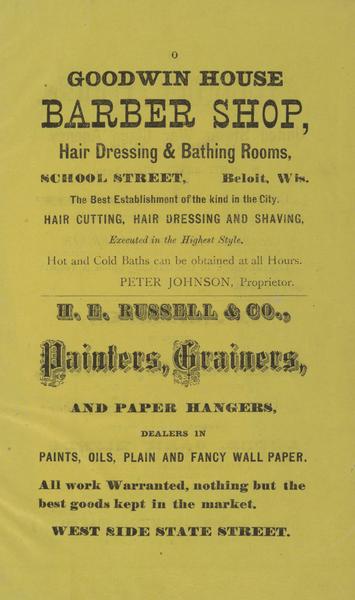 O
GOODWIN HOUSE
BARBER SHOP,
Hair Dressing & Bathing Rooms,
SCHOOL STREET, Beloit, Wis.
The Best Establishment of the kind in the City.
HAIR CUTTING, HAIR DRESSING AND SHAVING,
Executed in the Highest Style.
Hot and Cold Baths can be obtained at all Hours.
PETER JOHNSON, Proprietor.
H. E. RUSSELL & CO.,
Painters, Grainers,
AND PAPER HANGERS,
DEALERS IN
PAINTS, OILS, PLAIN AND FANCY WALL PAPER.
All work Warranted, nothing but the
best goods kept in the market.
WEST SIDE STATE STREET.